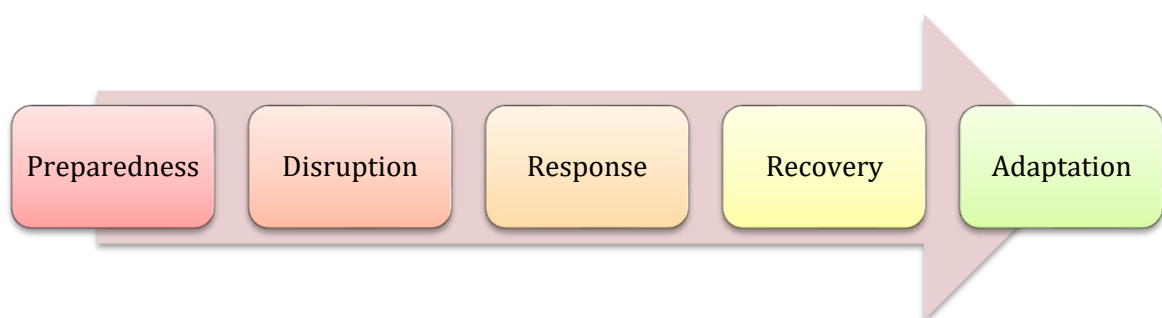 Preparedness
Disruption
Response
Recovery
Adaptation